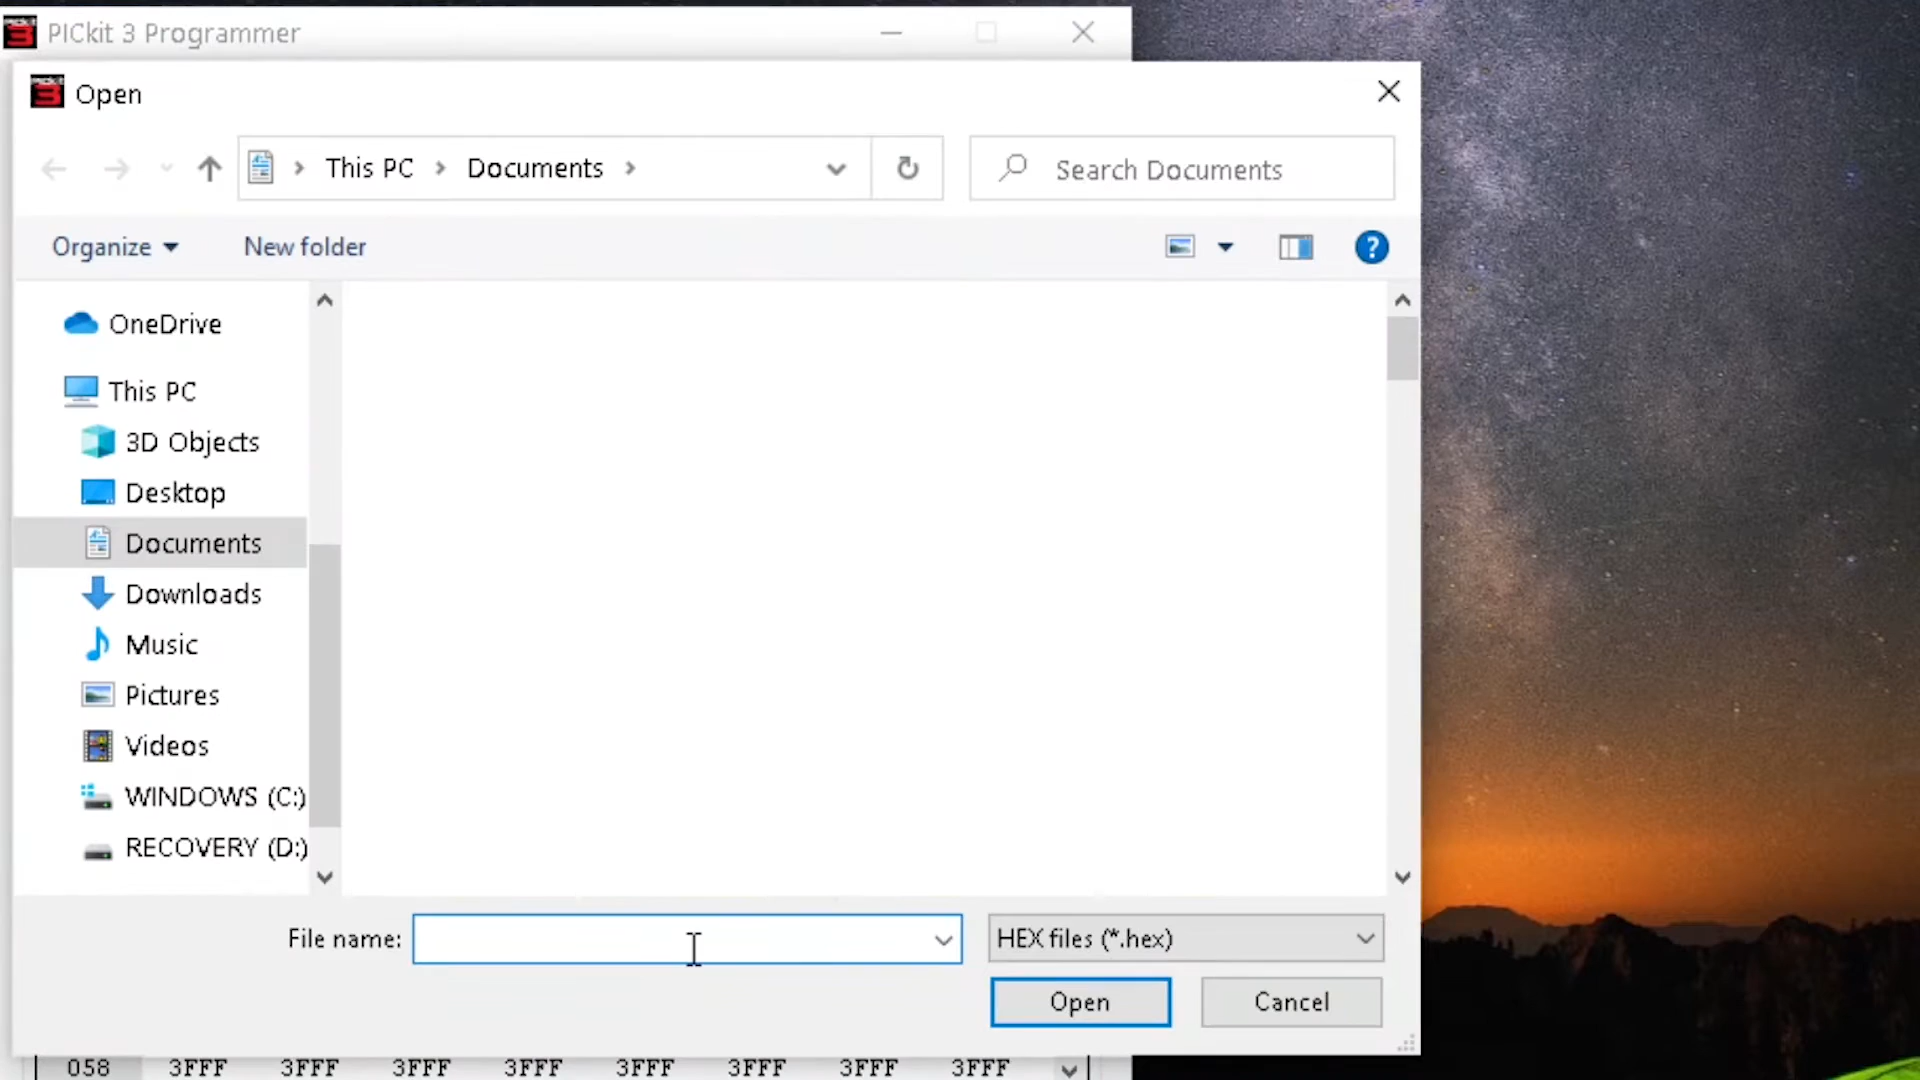 PICkit 3 Programmer
Open
This PC Documents
Search Documents
Organize New folder
OneDrive
This PC
3D Objects
Desktop
Documents
Downloads
Music
Pictures
Videos
WINDOWS (C:)
RECOVERY (D:)
File name:
HEX files (*.hex)
Open Cancel
058 3FFF 3FFF 3FFF 3FFF 3FFF 3FFF 3FFF 3FFF